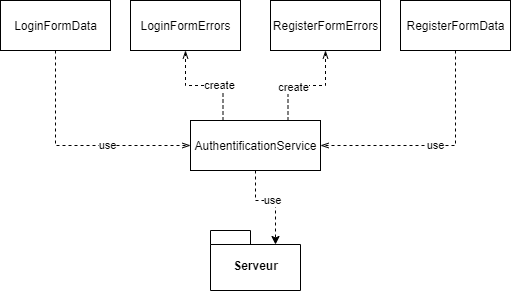 LoginFormData
LoginFormErrors
RegisterFormErrors
RegisterFormData
create
create
use
AuthentificationService
use
use
Serveur